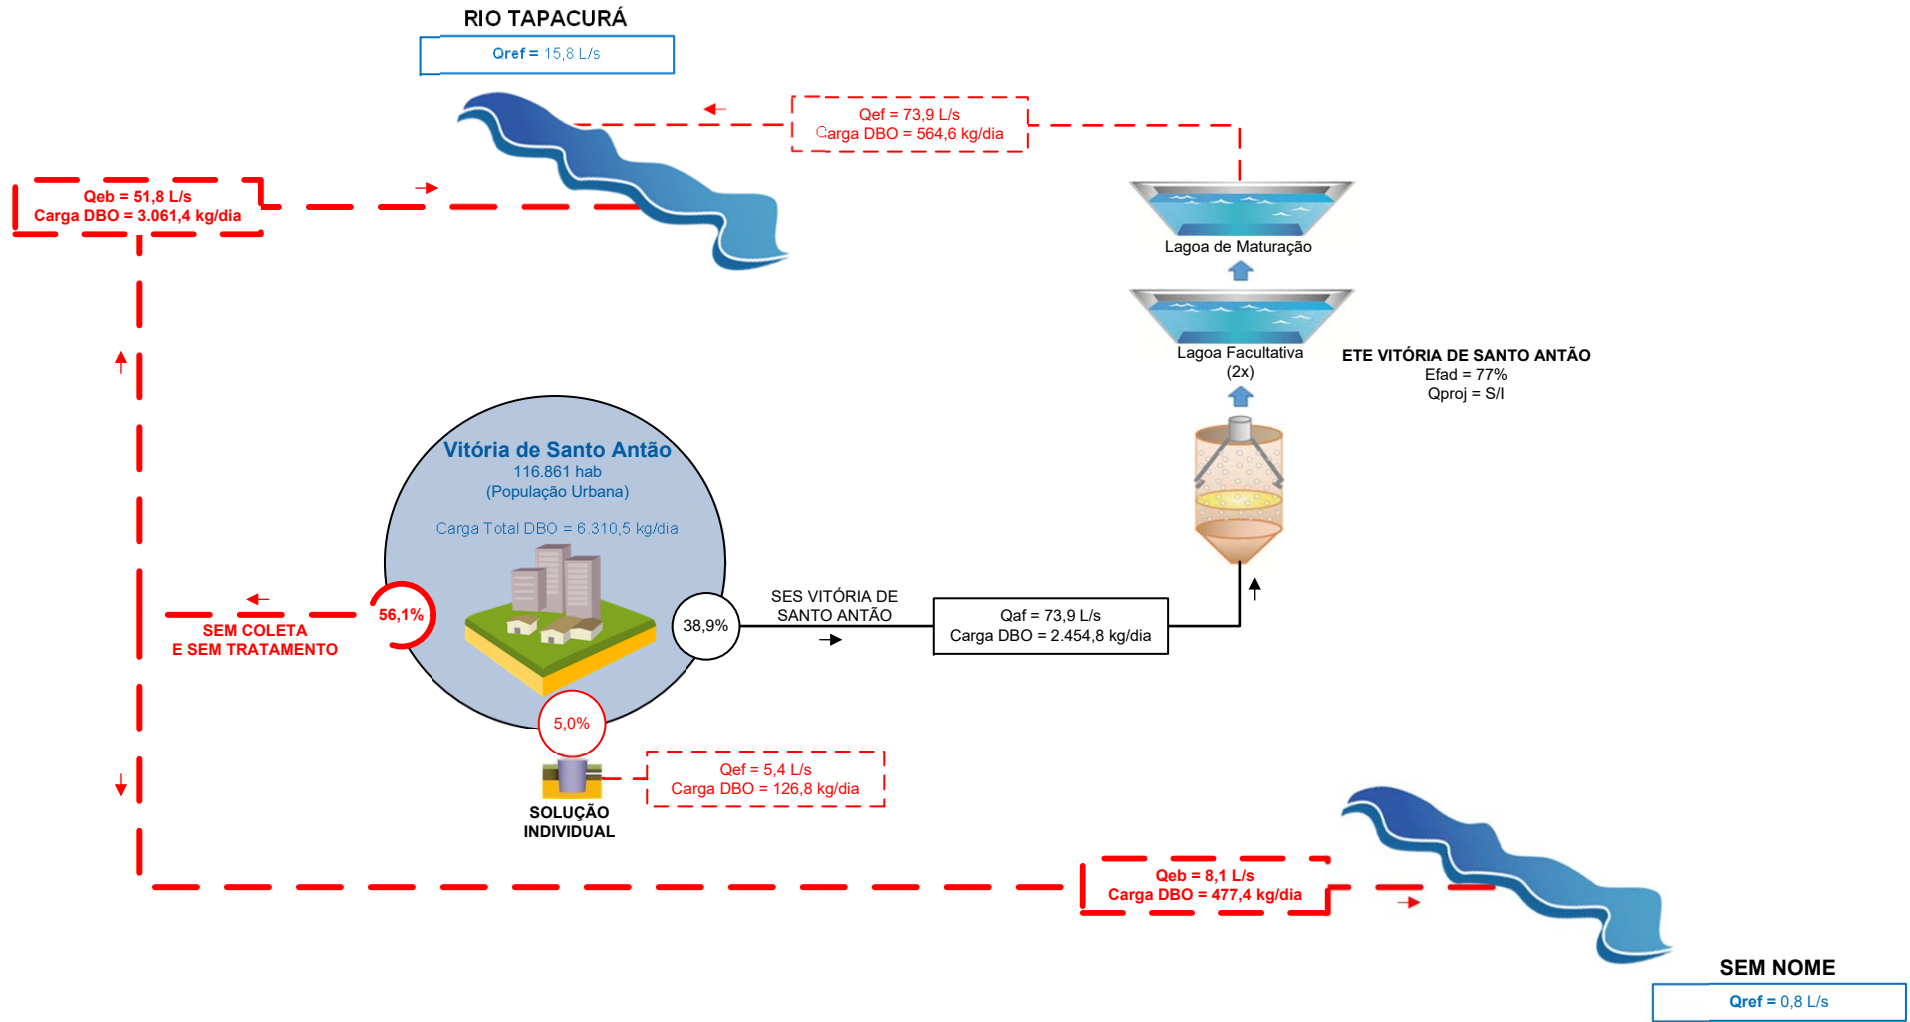 RIO TAPACURÁ
Qref = 15,8 L/s
Qef = 73,9 L/s
Carga DBO = 564,6 kg/dia
Qeb = 51,8 L/s
Carga DBO = 3.061,4 kg/dia
Lagoa de Maturação
Lagoa Facultativa
(2x)
ETE VITÓRIA DE SANTO ANTÃO
Efad = 77%
Qproj = S/I
Vitória de Santo Antão
116.861 hab
(População Urbana)
Carga Total DBO = 6.310,5 kg/dia
56,1%
SEM COLETA
E SEM TRATAMENTO
38,9%
SES VITÓRIA DE
SANTO ANTÃO
Qaf = 73,9 L/s
Carga DBO = 2.454,8 kg/dia
5,0%
Qef = 5,4 L/s
Carga DBO = 126,8 kg/dia
SOLUÇÃO
INDIVIDUAL
Qeb = 8,1 L/s
Carga DBO = 477,4 kg/dia
SEM NOME
Qref = 0,8 L/s